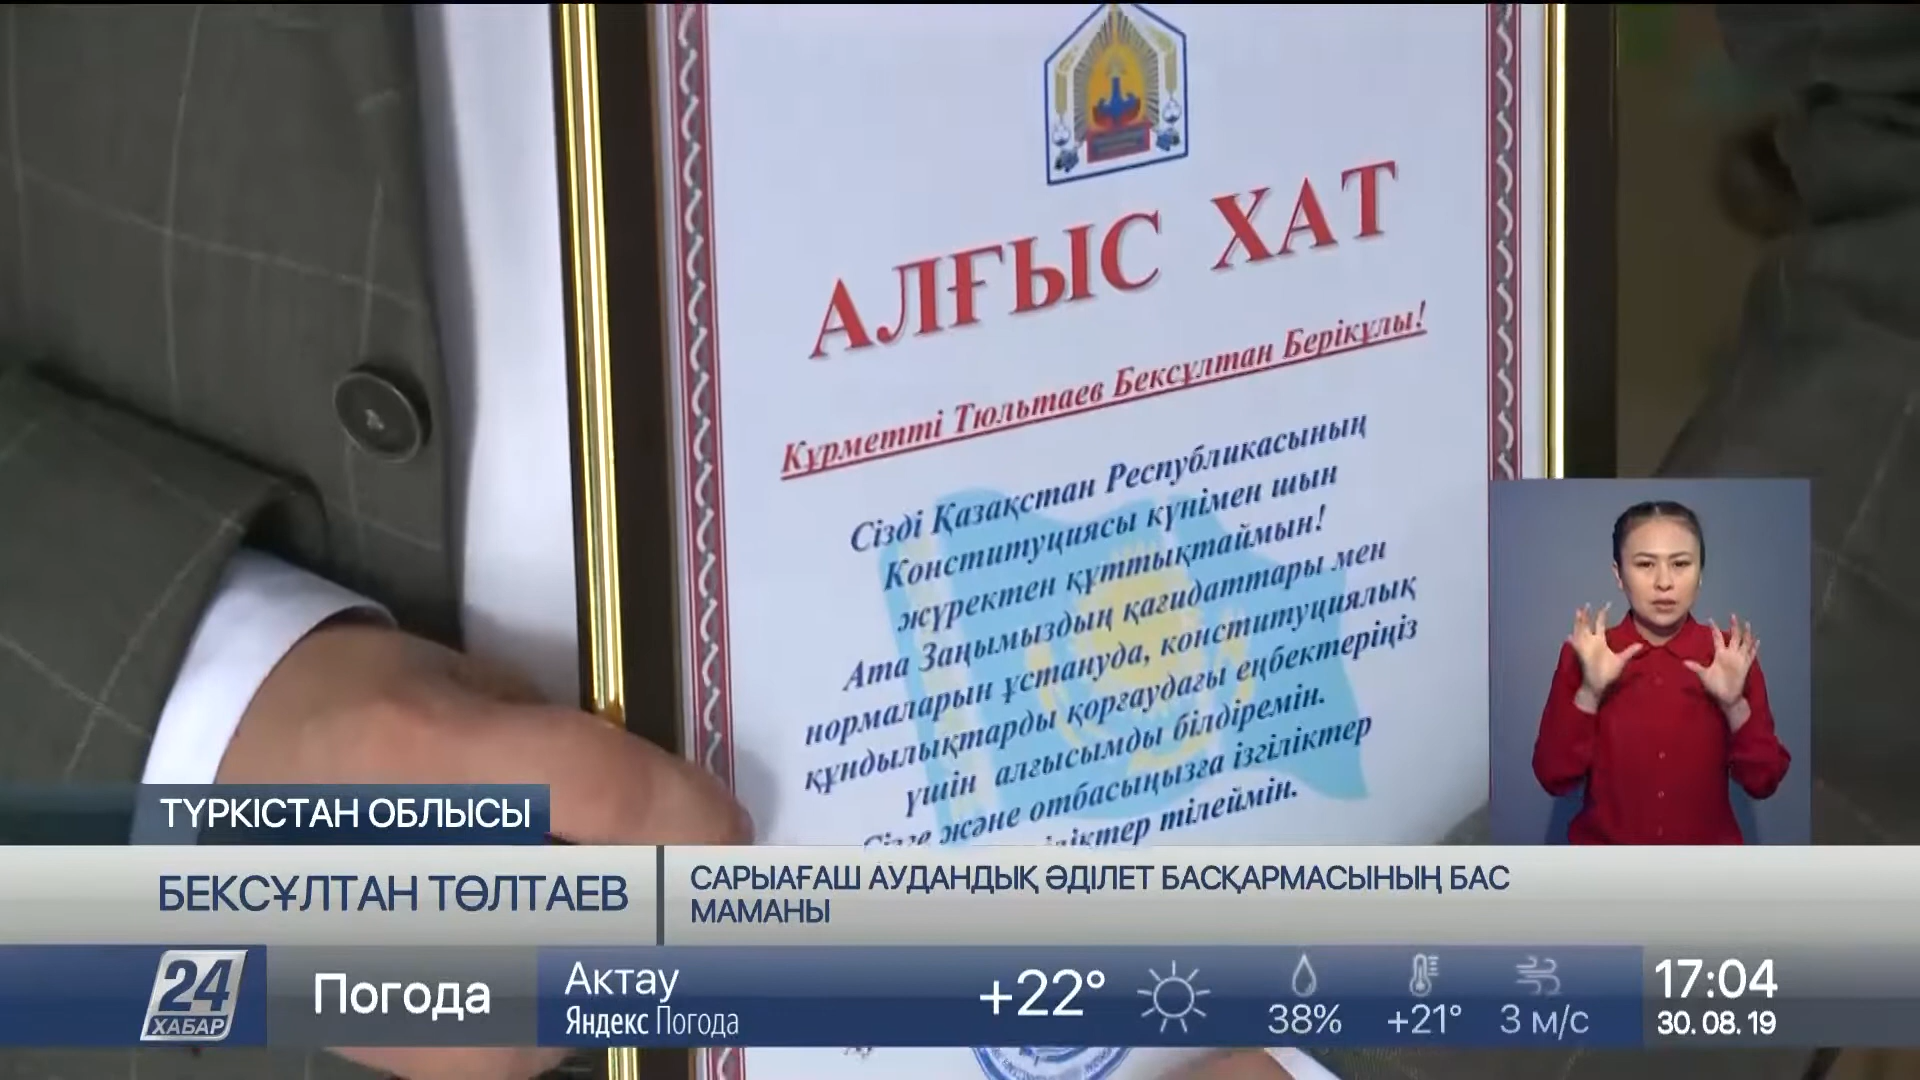 АЛҒЫС ХАТ
Құрметті Тюльтаев Бексұлтан Берікұлы!
Сізді Қазақстан Республикасының
Конституциясы күнімен шын
жүректен құттықтаймын!
Ата Заңымыздың қағидаттары мен
нормаларын ұстануда, конституциялық
құндылықтарды қорғаудағы еңбектеріңіз
үшін алғысымды білдіремін.
Сізге және отбасыңызға ізгіліктер
тілеймін.
ТҮРКІСТАН ОБЛЫСЫ
БЕКСҰЛТАН ТӨЛТАЕВ
САРЫАҒАШ АУДАНДЫҚ ӘДІЛЕТ БАСҚАРМАСЫНЫҢ БАС
МАМАНЫ
24
ХАБАР
Погода
Актау
Яндекс Погода
+22°
38%
+21°
3 м/с
17:04
30.08.19